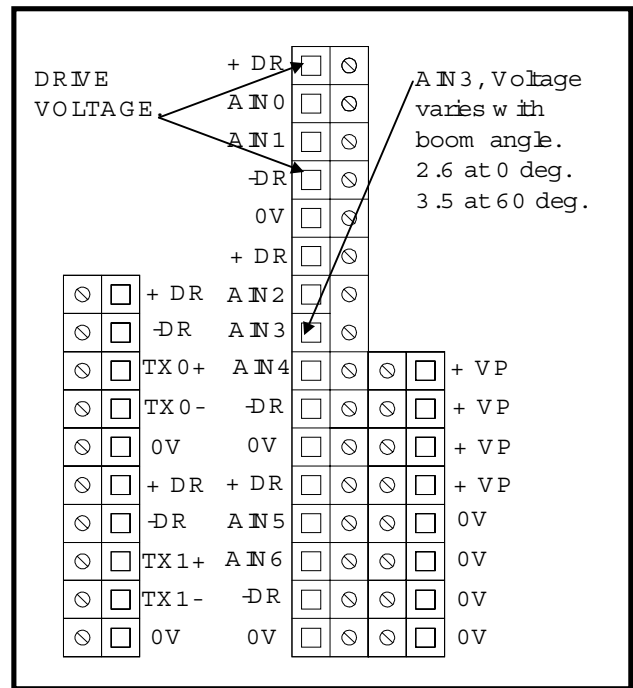 DRIVE
VOLTAGE.
+ DR
AIN0
AIN1
-DR
0V
+ DR
AIN2
AIN3
AIN4
-DR
0V
+ DR
AIN5
AIN6
-DR
0V
AIN3, Voltage
varies with
boom angle.
2.6 at 0 deg.
3.5 at 60 deg.
+ DR
-DR
TX0+
TX0-
0V
+ DR
-DR
TX1+
TX1-
0V
+ VP
+ VP
+ VP
+ VP
0V
0V
0V
0V